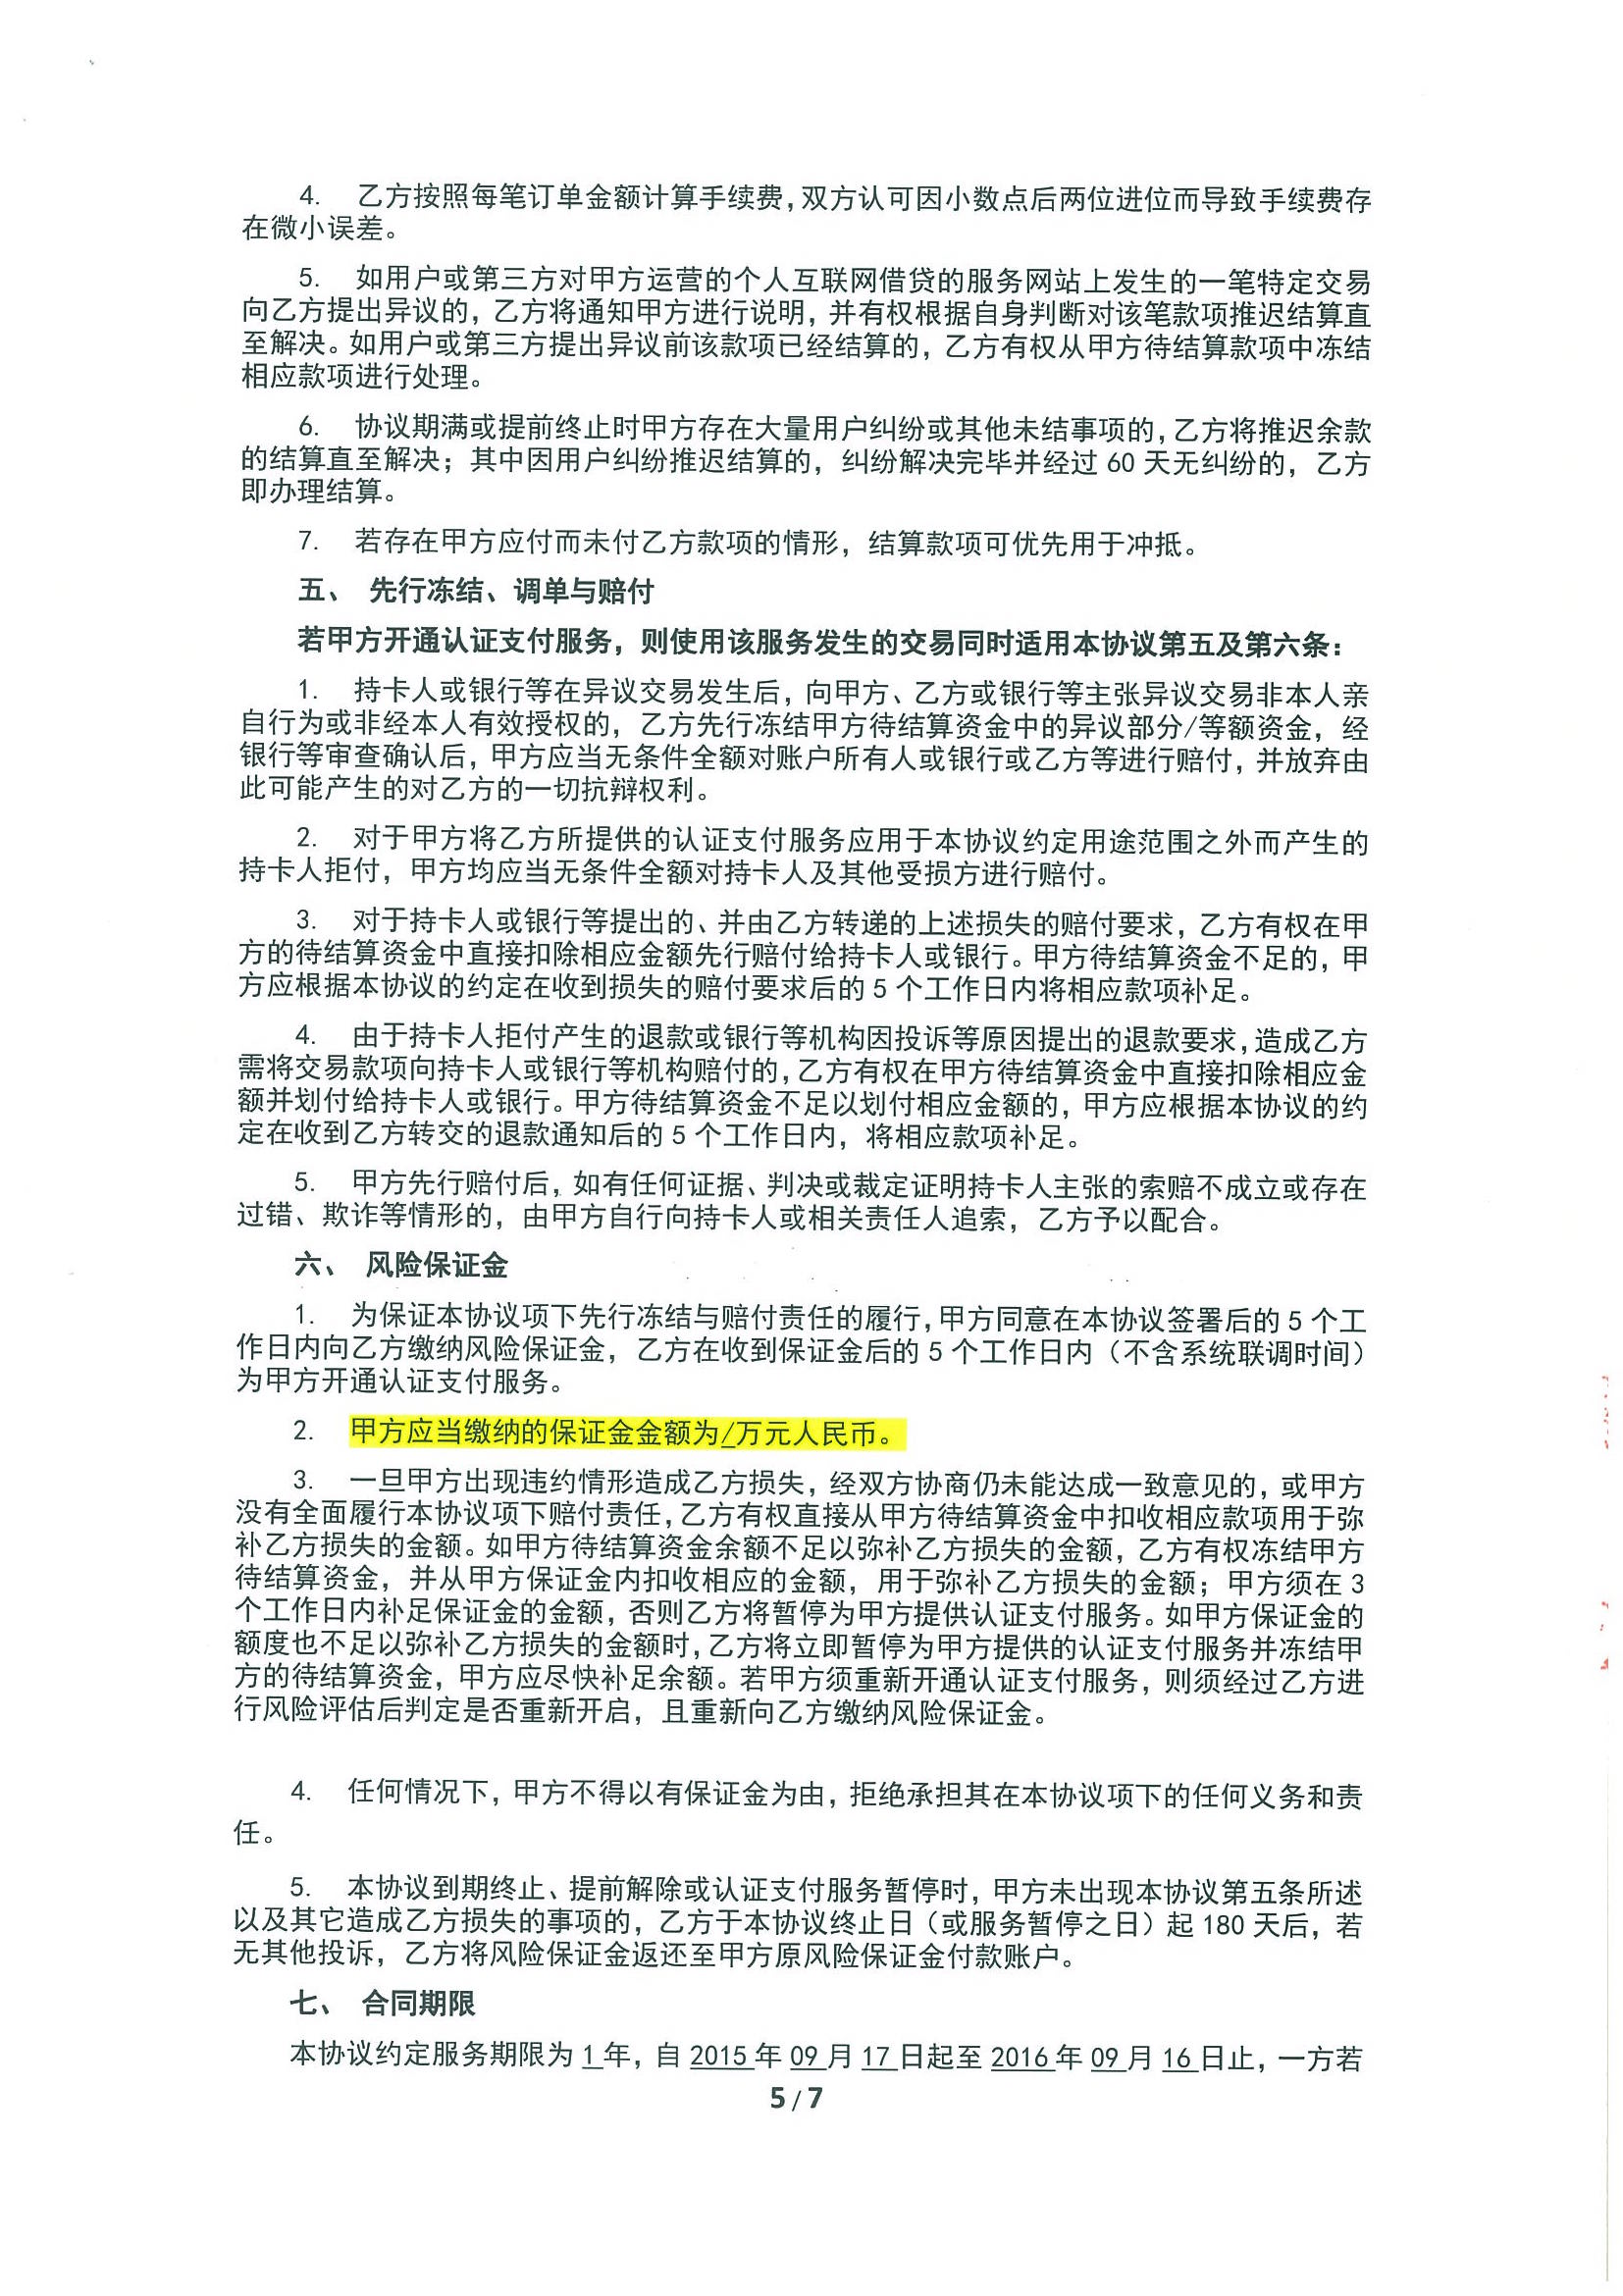 4. 乙方按照每笔订单金额计算手续费，双方认可因小数点后两位进位而导致手续费存
在微小误差。
5. 如用户或第三方对甲方运营的个人互联网借贷的服务网站上发生的一笔特定交易
向乙方提出异议的，乙方将通知甲方进行说明，并有权根据自身判断对该笔款项推迟结算直
至解决。如用户或第三方提出异议前该款项已经结算的，乙方有权从甲方待结算款项中冻结
相应款项进行处理。
6. 协议期满或提前终止时甲方存在大量用户纠纷或其他未结事项的，乙方将推迟余款
的结算直至解决；其中因用户纠纷推迟结算的，纠纷解决完毕并经过 60 天无纠纷的，乙方
即办理结算。
7. 若存在甲方应付而未付乙方款项的情形，结算款项可优先用于冲抵。
五、 先行冻结、调单与赔付
若甲方开通认证支付服务，则使用该服务发生的交易同时适用本协议第五及第六条：
1. 持卡人或银行等在异议交易发生后，向甲方、乙方或银行等主张异议交易非本人亲
自行为或非经本人有效授权的，乙方先行冻结甲方待结算资金中的异议部分/等额资金，经
银行等审查确认后，甲方应当无条件全额对账户所有人或银行或乙方等进行赔付，并放弃由
此可能产生的对乙方的一切抗辩权利。
2. 对于甲方将乙方所提供的认证支付服务应用于本协议约定用途范围之外而产生的
持卡人拒付，甲方均应当无条件全额对持卡人及其他受损方进行赔付。
3. 对于持卡人或银行等提出的、并由乙方转递的上述损失的赔付要求，乙方有权在甲
方的待结算资金中直接扣除相应金额先行赔付给持卡人或银行。甲方待结算资金不足的，甲
方应根据本协议的约定在收到损失的赔付要求后的 5 个工作日内将相应款项补足。
4. 由于持卡人拒付产生的退款或银行等机构因投诉等原因提出的退款要求，造成乙方
需将交易款项向持卡人或银行等机构赔付的，乙方有权在甲方待结算资金中直接扣除相应金
额并划付给持卡人或银行。甲方待结算资金不足以划付相应金额的，甲方应根据本协议的约
定在收到乙方转交的退款通知后的 5 个工作日内，将相应款项补足。
5. 甲方先行赔付后，如有任何证据、判决或裁定证明持卡人主张的索赔不成立或存在
过错、欺诈等情形的，由甲方自行向持卡人或相关责任人追索，乙方予以配合。
六、 风险保证金
1. 为保证本协议项下先行冻结与赔付责任的履行，甲方同意在本协议签署后的 5 个工
作日内向乙方缴纳风险保证金，乙方在收到保证金后的 5 个工作日内（不含系统联调时间）
为甲方开通认证支付服务。
2. 甲方应当缴纳的保证金金额为/万元人民币。
3. 一旦甲方出现违约情形造成乙方损失，经双方协商仍未能达成一致意见的，或甲方
没有全面履行本协议项下赔付责任，乙方有权直接从甲方待结算资金中扣收相应款项用于弥
补乙方损失的金额。如甲方待结算资金余额不足以弥补乙方损失的金额，乙方有权冻结甲方
待结算资金，并从甲方保证金内扣收相应的金额，用于弥补乙方损失的金额；甲方须在 3
个工作日内补足保证金的金额，否则乙方将暂停为甲方提供认证支付服务。如甲方保证金的
额度也不足以弥补乙方损失的金额时，乙方将立即暂停为甲方提供的认证支付服务并冻结甲
方的待结算资金，甲方应尽快补足余额。若甲方须重新开通认证支付服务，则须经过乙方进
行风险评估后判定是否重新开启，且重新向乙方缴纳风险保证金。
4. 任何情况下，甲方不得以有保证金为由，拒绝承担其在本协议项下的任何义务和责
任。
5. 本协议到期终止、提前解除或认证支付服务暂停时，甲方未出现本协议第五条所述
以及其它造成乙方损失的事项的，乙方于本协议终止日（或服务暂停之日）起 180 天后，若
无其他投诉，乙方将风险保证金返还至甲方原风险保证金付款账户。
七、 合同期限
本协议约定服务期限为 1 年，自 2015 年 09 月 17 日起至 2016 年 09 月 16 日止，一方若
5 / 7